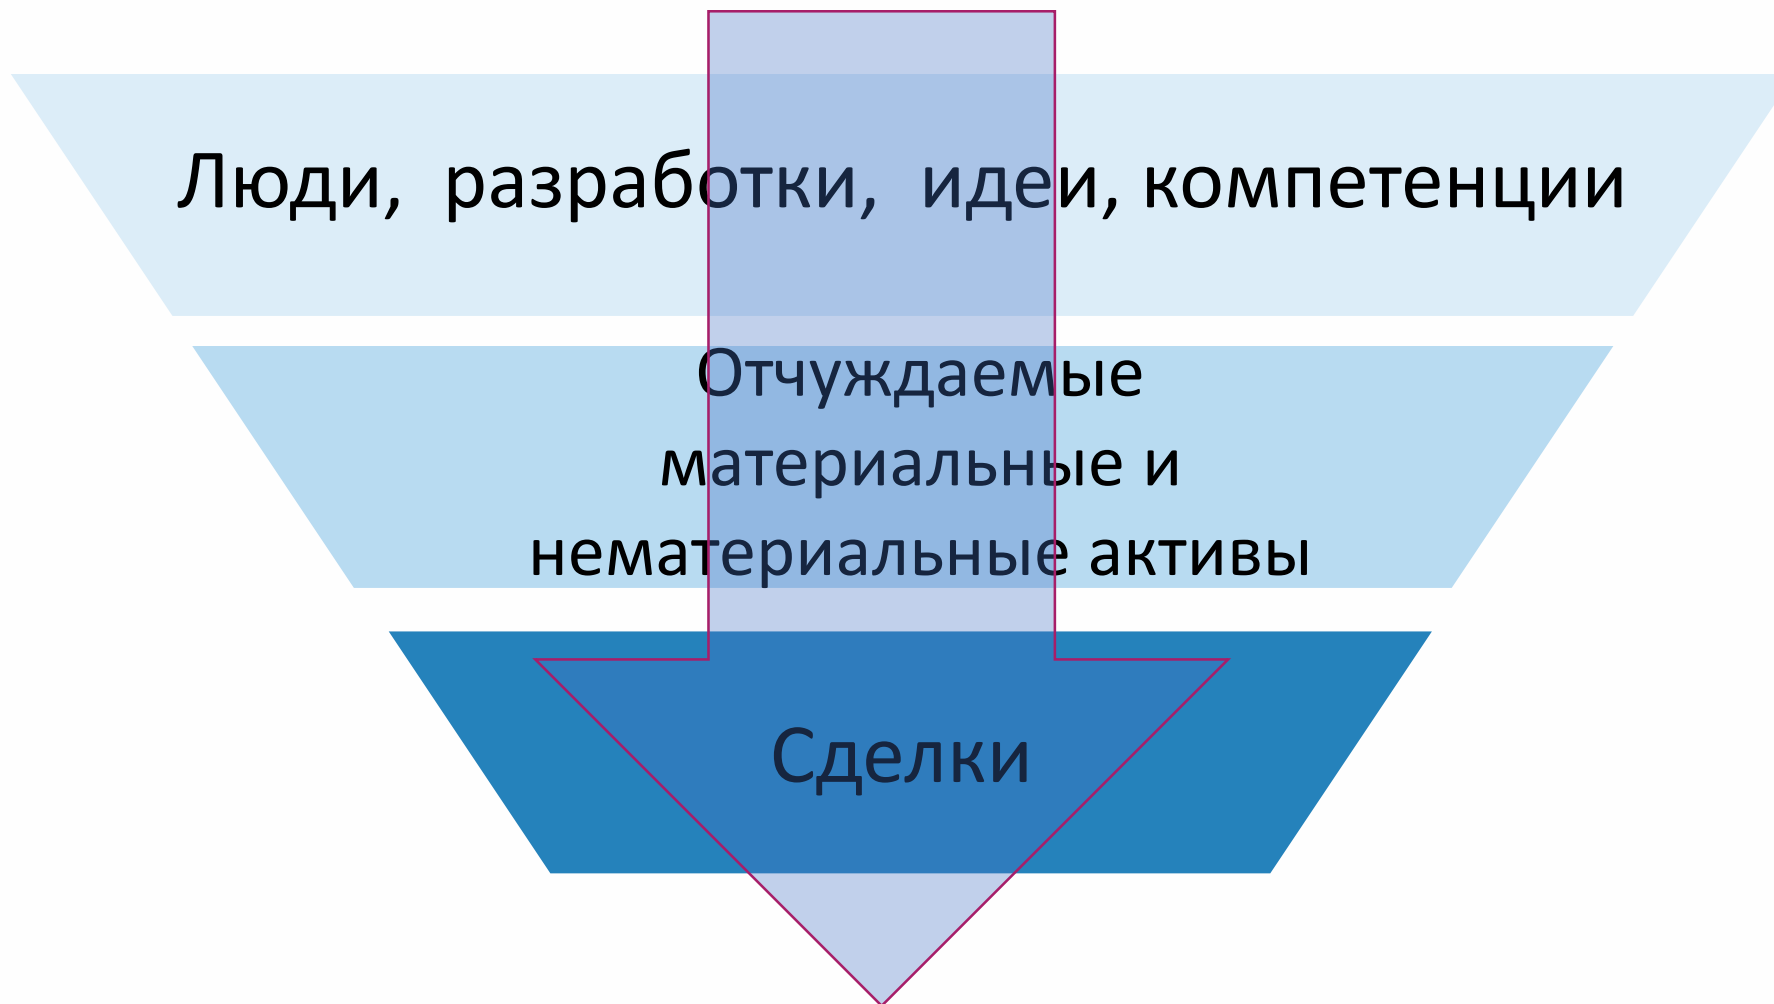 Люди, разработки, идеи, компетенции
Отчуждаемые
материальные и
нематериальные активы
Сделки